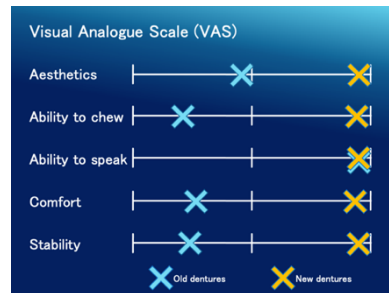 Visual Analogue Scale (VAS)
Aesthetics
Ability to chew
Ability to speak
Comfort
Stability
Old dentures
New dentures